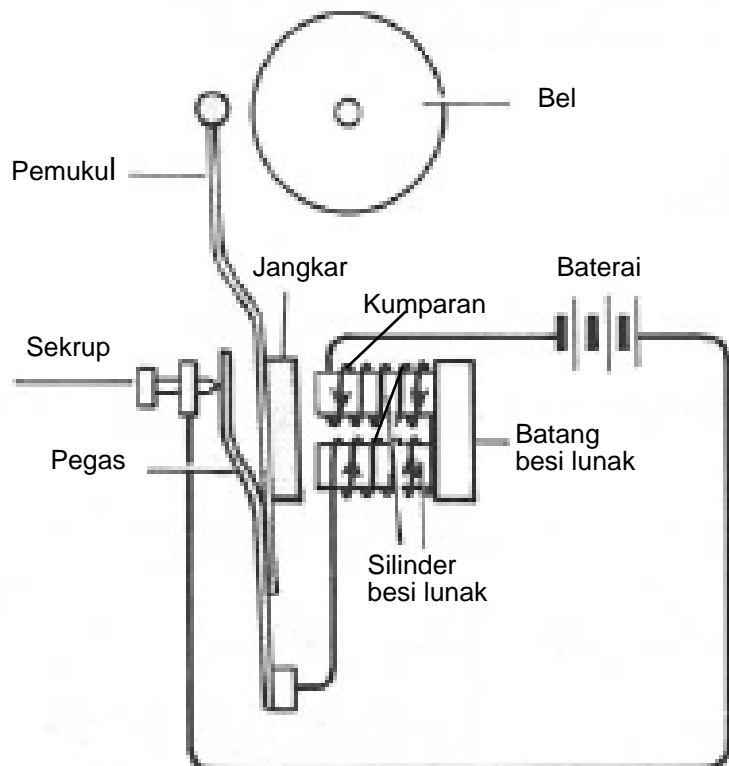 Bel
Pemukul
Jangkar
Baterai
Kumparan
Sekrup
Pegas
Batang
besi lunak
Silinder
besi lunak